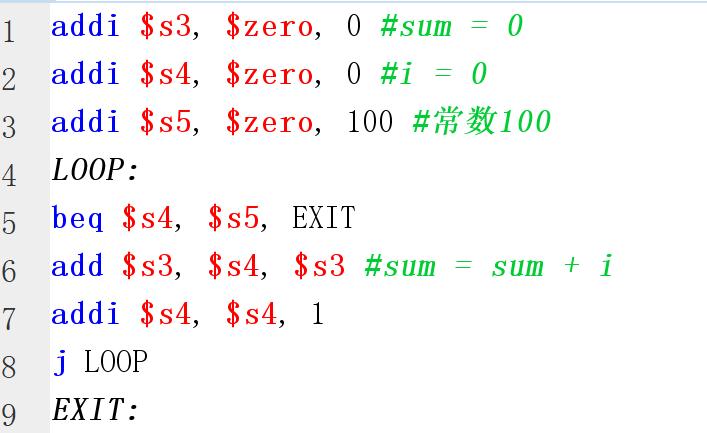 1 addi $s3, $zero, 0 #sum = 0
2 addi $s4, $zero, 0 #i = 0
3 addi $s5, $zero, 100 #常数100
4 LOOP:
5 beq $s4, $s5, EXIT
6 add $s3, $s4, $s3 #sum = sum + i
7 addi $s4, $s4, 1
8 j LOOP
9 EXIT: